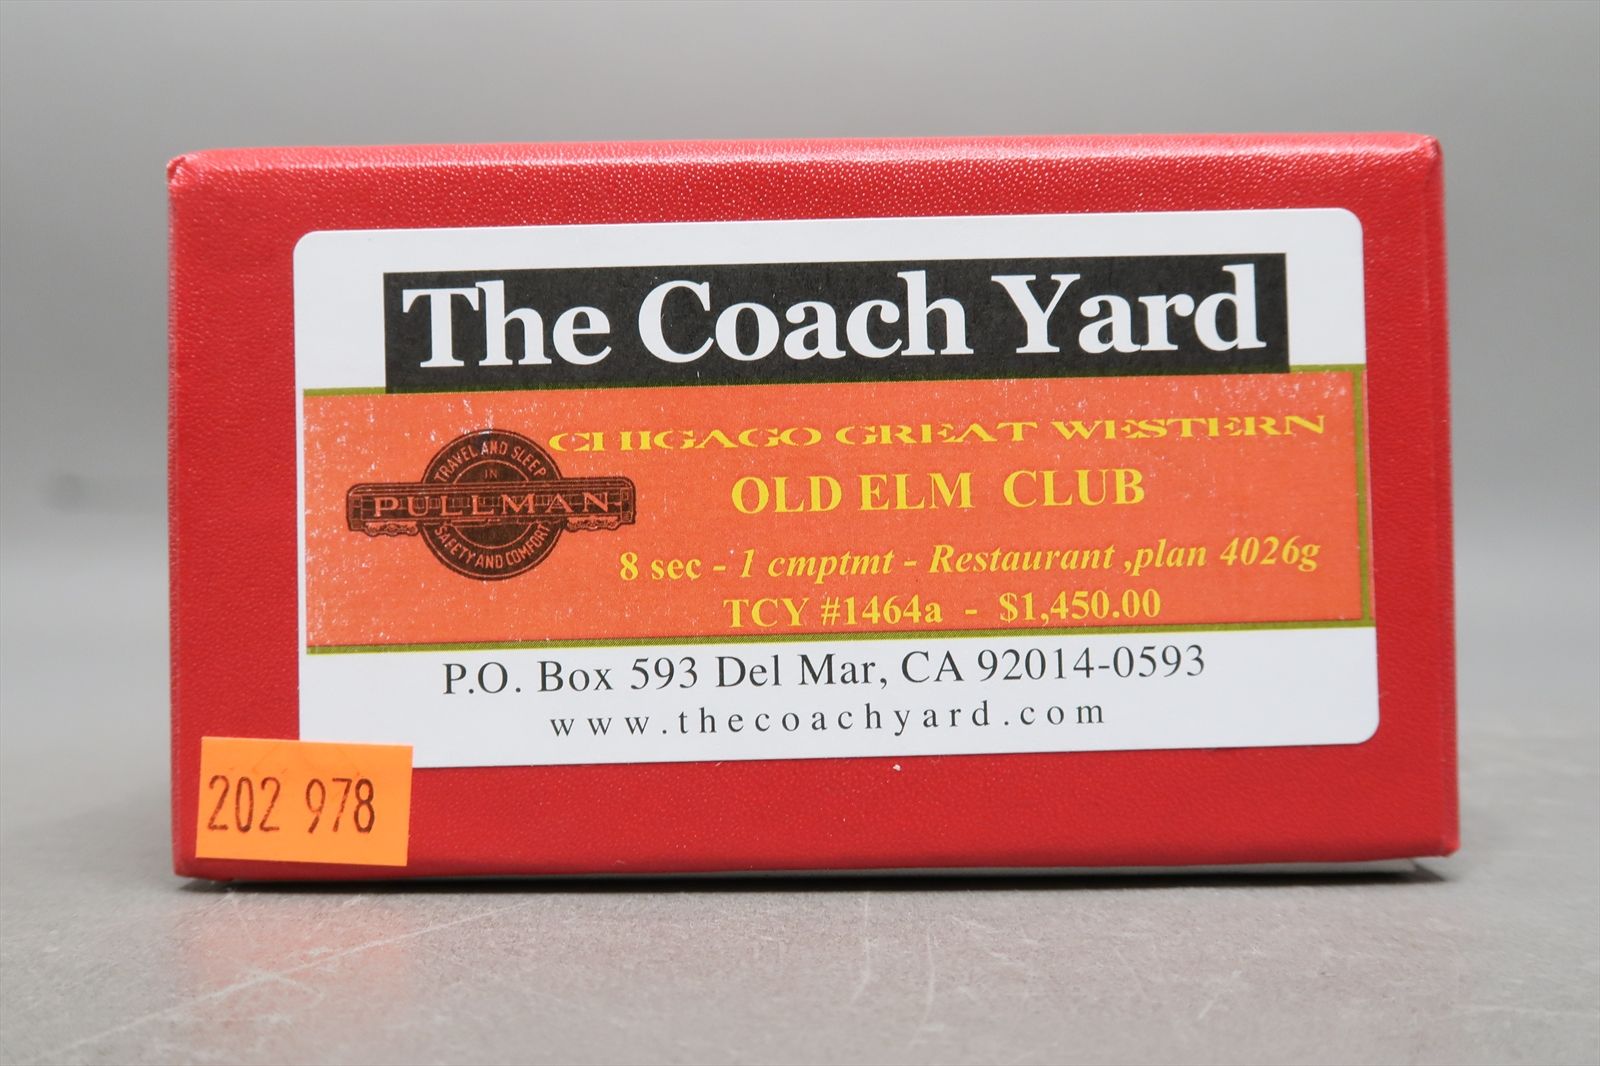 The Coach Yard
CHICAGO GREAT WESTERN
TRAVEL AND SLEEP
IN
PULLMAN
SAFETY AND COMFORT
OLD ELM CLUB
8 sec - 1 cmptmt - Restaurant ,plan 4026g
TCY #1464a - $1,450.00
P.O. Box 593 Del Mar, CA 92014-0593
www.thecoachyard.com
202 978